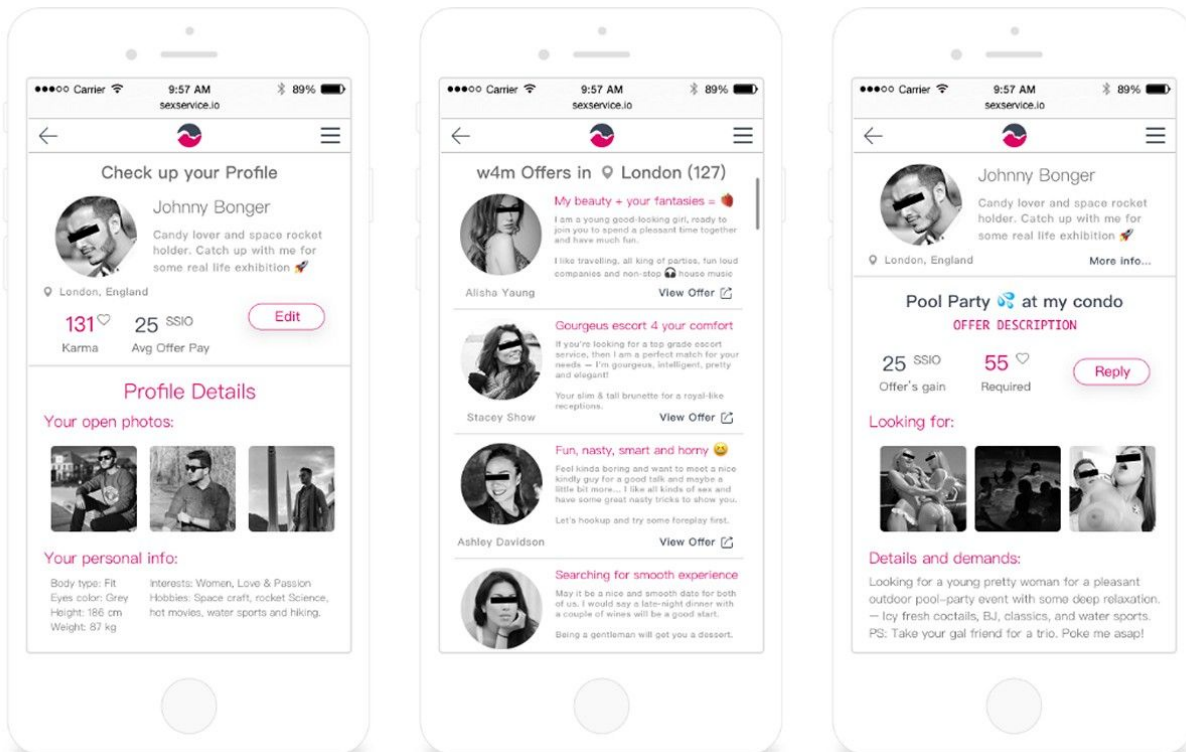 Carrier 9:57 AM 89%
sexservice.io
Check up your Profile
Johnny Bonger
Candy lover and space rocket
holder. Catch up with me for
some real life exhibition 🚀
London, England
131 25 SSIO
Karma Avg Offer Pay
Edit
Profile Details
Your open photos:
Your personal info:
Body type: Fit
Eyes color: Grey
Height: 186 cm
Weight: 87 kg
Interests: Women, Love & Passion
Hobbies: Space craft, rocket Science,
hot movies, water sports and hiking.
Carrier 9:57 AM 89%
sexservice.io
w4m Offers in London (127)
My beauty + your fantasies = 🍓
I am a young good-looking girl, ready to
join you to spend a pleasant time together
and have much fun.
I like travelling, all king of parties, fun loud
companies and non-stop 🎧 house music
Alisha Yaung
View Offer
Gourgeus escort 4 your comfort
If you're looking for a top grade escort
service, then I am a perfect match for your
needs — I'm gourgeus, intelligent, pretty
and elegant!
Your slim & tall brunette for a royal-like
receptions.
Stacey Show
View Offer
Fun, nasty, smart and horny 😆
Feel kinda boring and want to meet a nice
kindly guy for a good talk and maybe a
little bit more... I like all kinds of sex and
have some great nasty tricks to show you.
Let's hookup and try some foreplay first.
Ashley Davidson
View Offer
Searching for smooth experience
May it be a nice and smooth date for both
of us. I would say a late-night dinner with
a couple of wines will be a good start.
Being a gentleman will get you a dessert.
Carrier 9:57 AM 89%
sexservice.io
Johnny Bonger
Candy lover and space rocket
holder. Catch up with me for
some real life exhibition 🚀
London, England
More info...
Pool Party 💦 at my condo
OFFER DESCRIPTION
25 SSIO 55
Offer's gain Required
Reply
Looking for:
Details and demands:
Looking for a young pretty woman for a pleasant
outdoor pool-party event with some deep relaxation.
— Icy fresh coctails, BJ, classics, and water sports.
PS: Take your gal friend for a trio. Poke me asap!